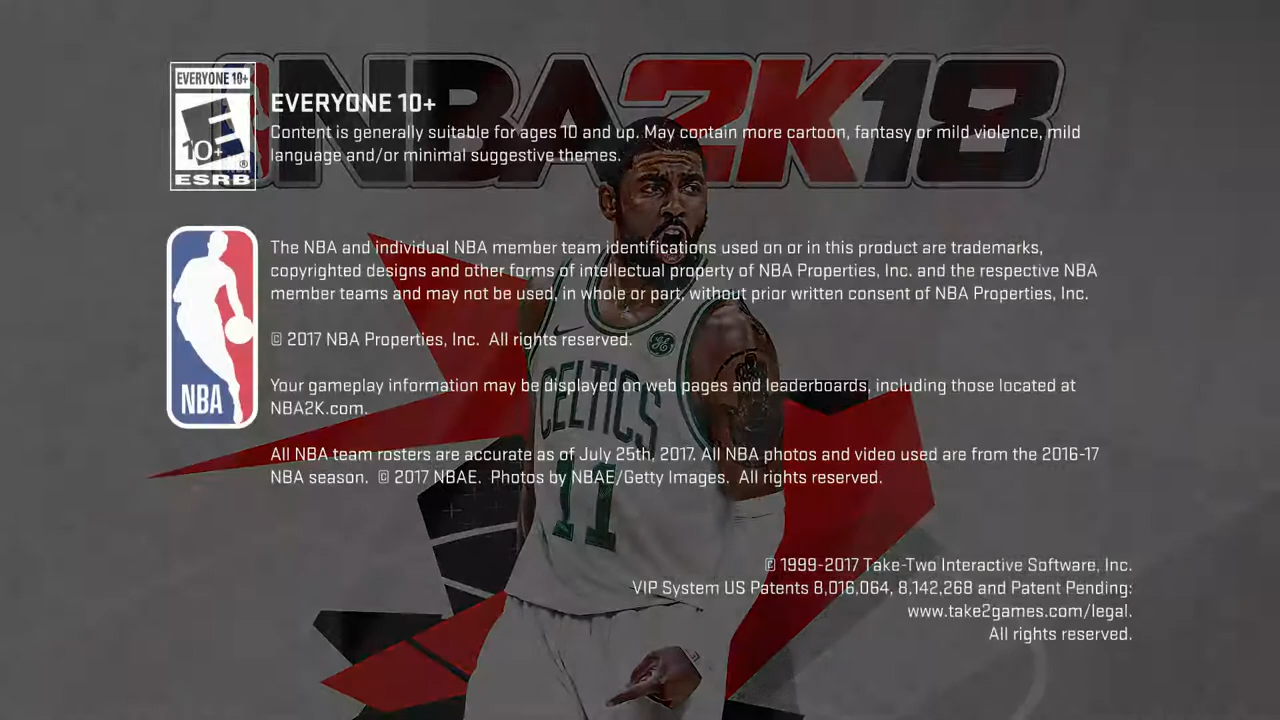 NBA2K18
EVERYONE 10+
EVERYONE 10+
Content is generally suitable for ages 10 and up. May contain more cartoon, fantasy or mild violence, mild
language and/or minimal suggestive themes.
E
10+
®
ESRB
The NBA and individual NBA member team identifications used on or in this product are trademarks,
copyrighted designs and other forms of intellectual property of NBA Properties, Inc. and the respective NBA
member teams and may not be used, in whole or part, without prior written consent of NBA Properties, Inc.
© 2017 NBA Properties, Inc. All rights reserved.
Your gameplay information may be displayed on web pages and leaderboards, including those located at
NBA2K.com.
NBA
CELTICS
11
All NBA team rosters are accurate as of July 25th, 2017. All NBA photos and video used are from the 2016-17
NBA season. © 2017 NBAE. Photos by NBAE/Getty Images. All rights reserved.
© 1999-2017 Take-Two Interactive Software, Inc.
VIP System US Patents 8,016,064, 8,142,268 and Patent Pending:
www.take2games.com/legal.
All rights reserved.